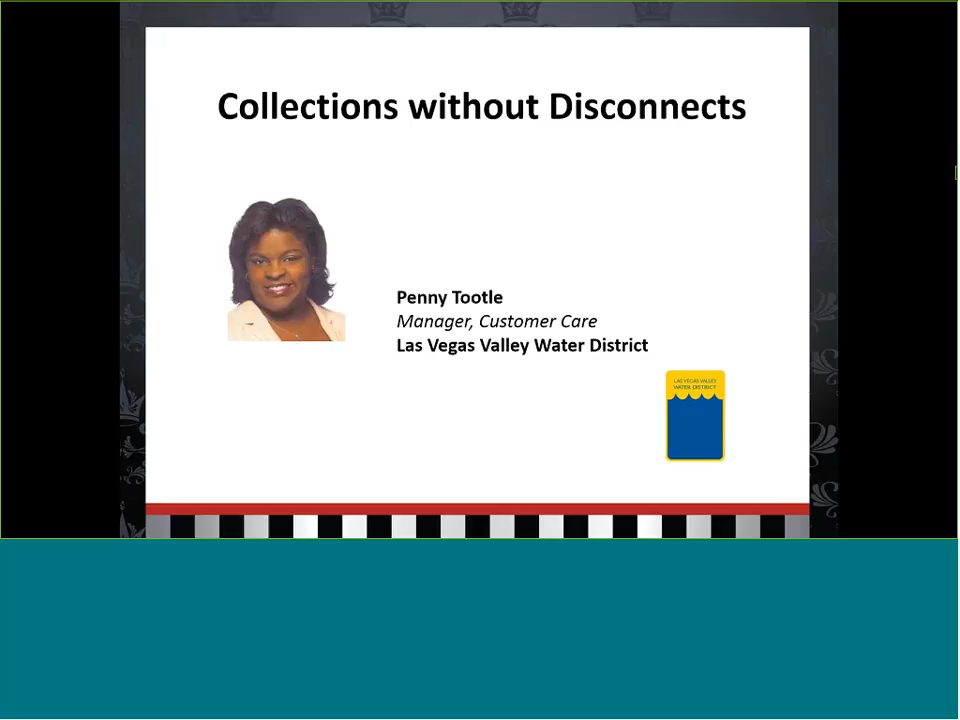 Collections without Disconnects
Penny Tootle
Manager, Customer Care
Las Vegas Valley Water District
LAS VEGAS VALLEY
WATER DISTRICT